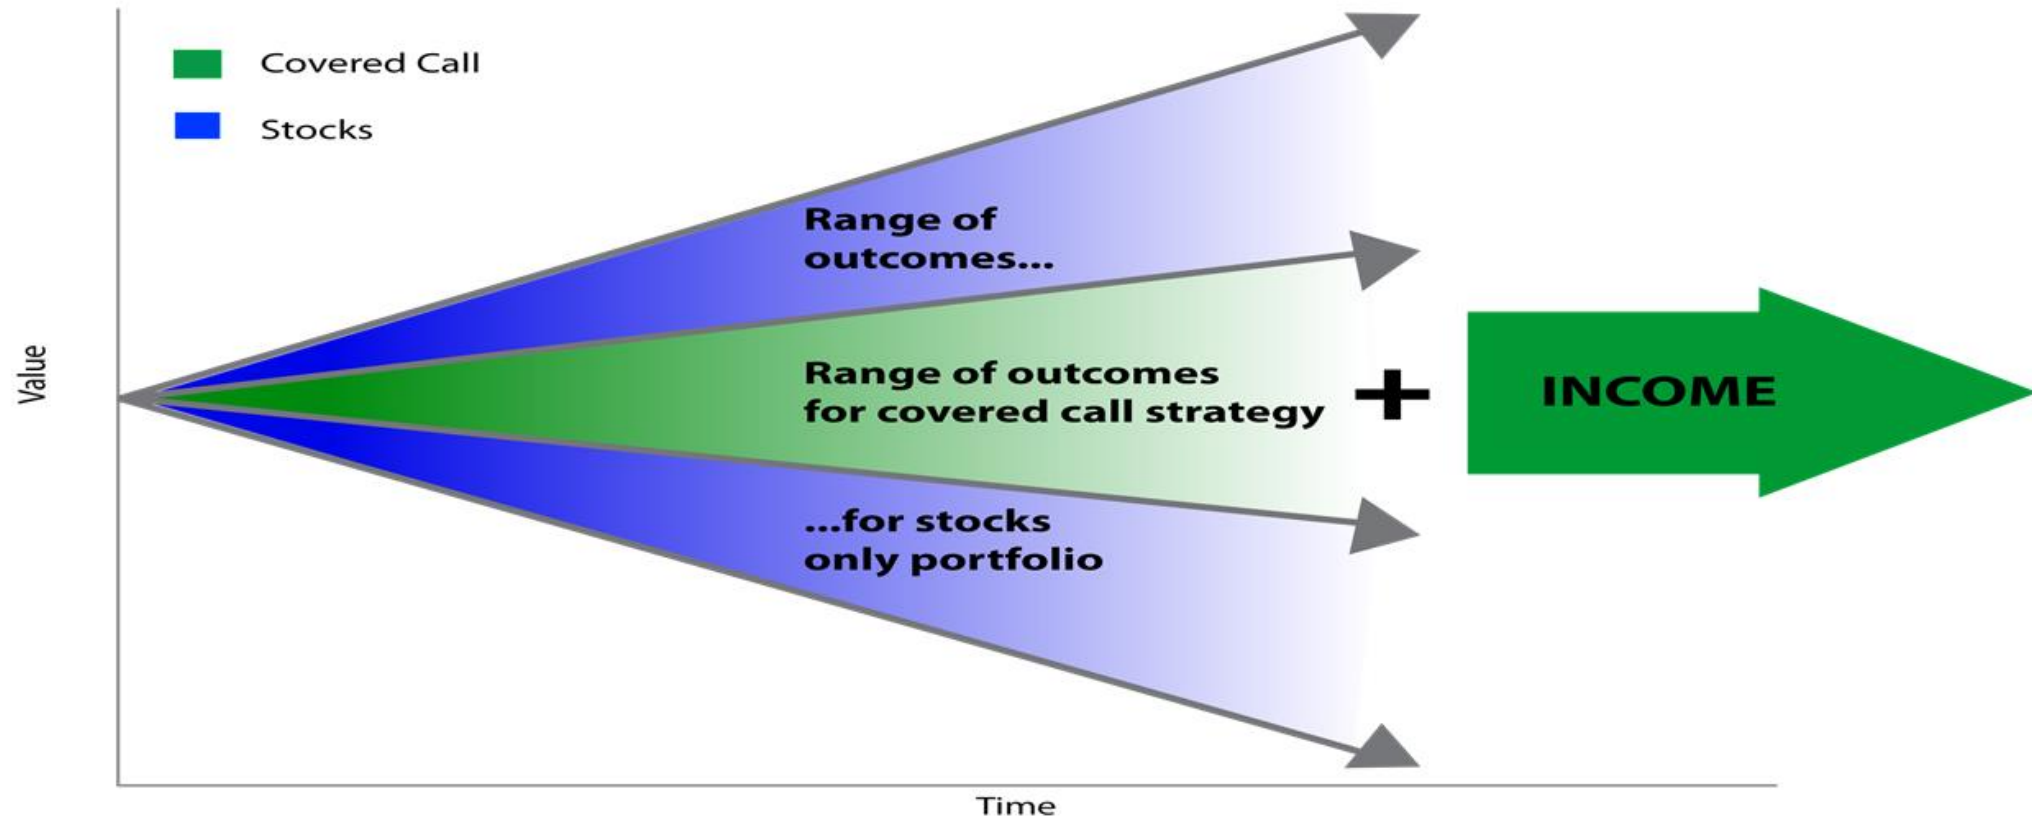 Covered Call
Stocks
Range of
outcomes...
Range of outcomes
for covered call strategy
+
INCOME
...for stocks
only portfolio
Value
Time